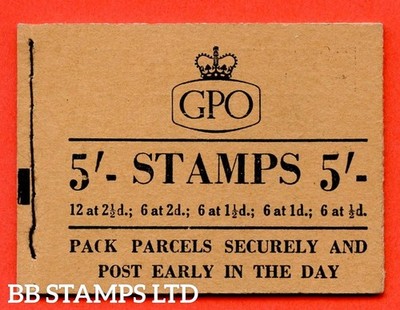 GPO
5/- STAMPS 5/-
12 at 2½d.; 6 at 2d.; 6 at 1½d.; 6 at 1d.; 6 at ½d.
PACK PARCELS SECURELY AND
POST EARLY IN THE DAY
BB STAMPS LTD